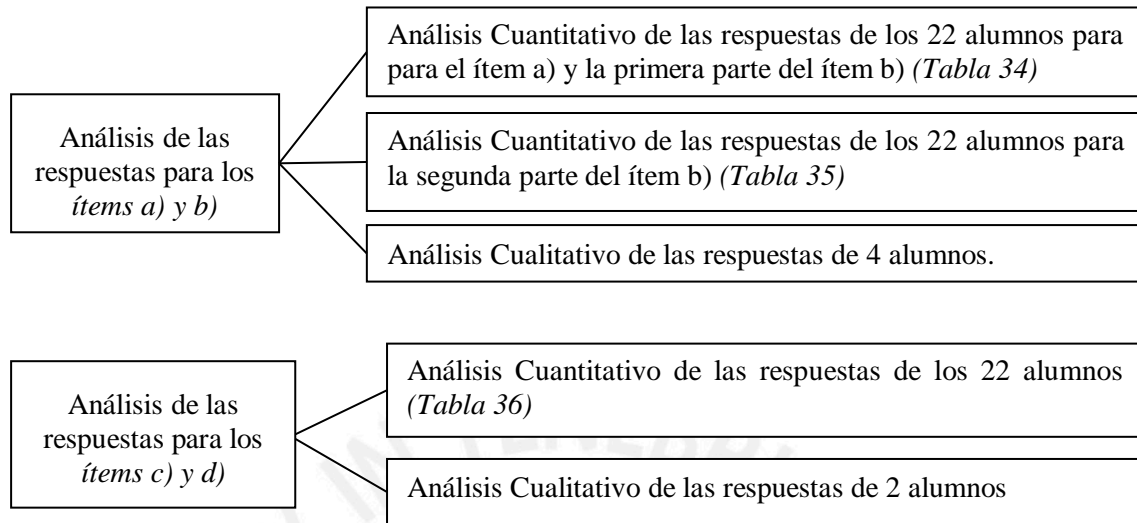 Análisis de las
respuestas para los
ítems a) y b)
Análisis Cuantitativo de las respuestas de los 22 alumnos para
para el ítem a) y la primera parte del ítem b) (Tabla 34)
Análisis Cuantitativo de las respuestas de los 22 alumnos para
la segunda parte del ítem b) (Tabla 35)
Análisis Cualitativo de las respuestas de 4 alumnos.
Análisis de las
respuestas para los
ítems c) y d)
Análisis Cuantitativo de las respuestas de los 22 alumnos
(Tabla 36)
Análisis Cualitativo de las respuestas de 2 alumnos